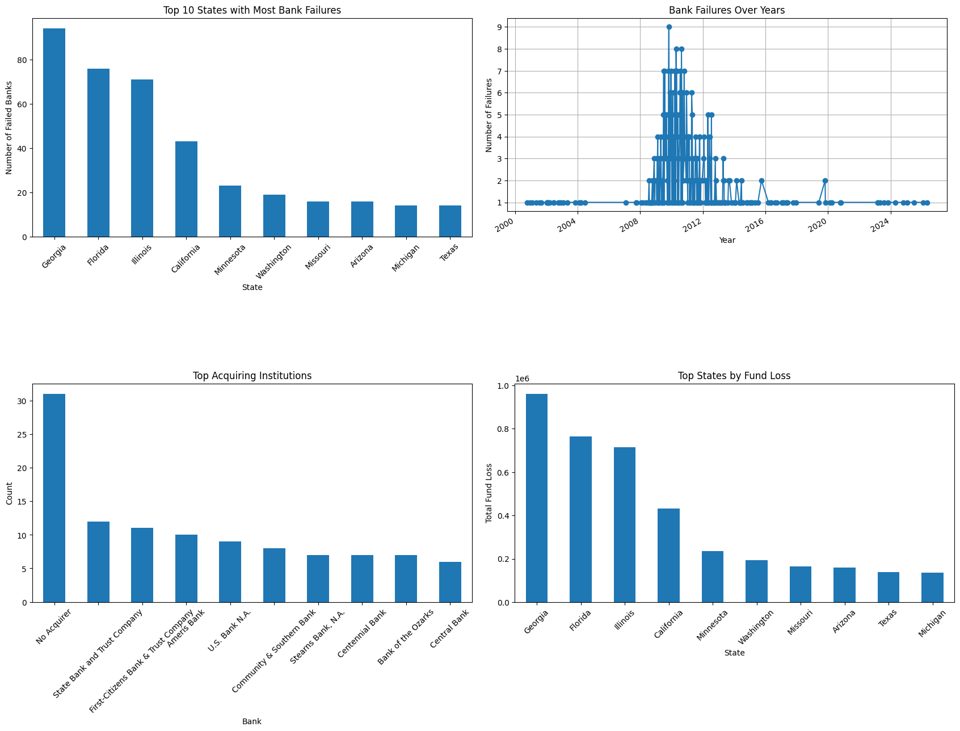 Top 10 States with Most Bank Failures
Number of Failed Banks
80
60
40
20
0
Georgia
Florida
Illinois
California
Minnesota
Washington
Missouri
Arizona
Michigan
Texas
State
Bank Failures Over Years
Number of Failures
9
8
7
6
5
4
3
2
1
2000
2004
2008
2012
2016
2020
2024
Year
Top Acquiring Institutions
Count
30
25
20
15
10
5
0
No Acquirer
State Bank and Trust Company
First-Citizens Bank & Trust Company
Ameris Bank
U.S. Bank N.A.
Community & Southern Bank
Stearns Bank, N.A.
Centennial Bank
Bank of the Ozarks
Central Bank
Bank
Top States by Fund Loss
1e6
Total Fund Loss
1.0
0.8
0.6
0.4
0.2
0.0
Georgia
Florida
Illinois
California
Minnesota
Washington
Missouri
Arizona
Texas
Michigan
State